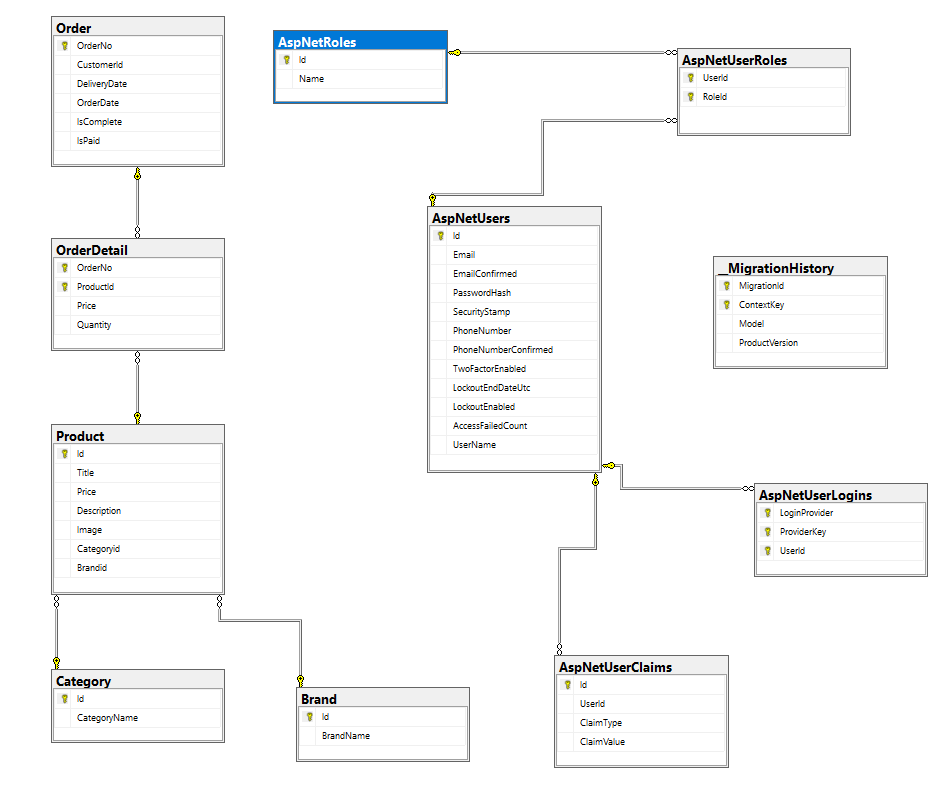 Order
OrderNo
CustomerId
DeliveryDate
OrderDate
IsComplete
IsPaid
AspNetRoles
Id
Name
AspNetUserRoles
UserId
RoleId
OrderDetail
OrderNo
ProductId
Price
Quantity
AspNetUsers
Id
Email
EmailConfirmed
PasswordHash
SecurityStamp
PhoneNumber
PhoneNumberConfirmed
TwoFactorEnabled
LockoutEndDateUtc
LockoutEnabled
AccessFailedCount
UserName
__MigrationHistory
MigrationId
ContextKey
Model
ProductVersion
Product
Id
Title
Price
Description
Image
Categoryid
Brandid
AspNetUserLogins
LoginProvider
ProviderKey
UserId
Category
Id
CategoryName
Brand
Id
BrandName
AspNetUserClaims
Id
UserId
ClaimType
ClaimValue